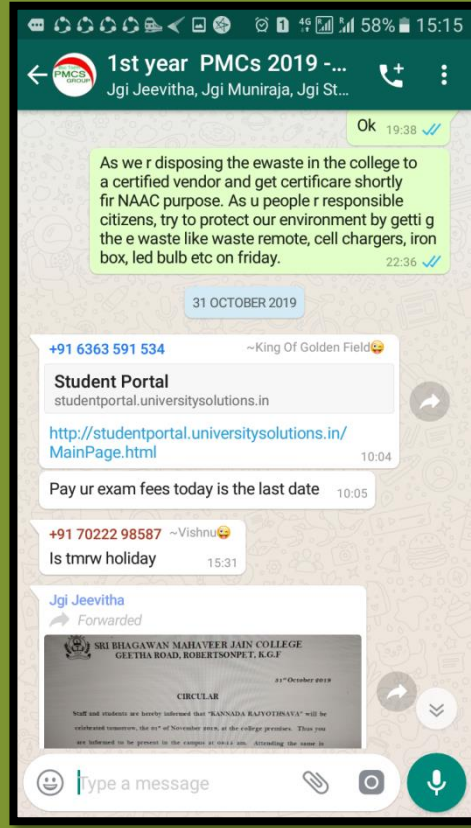 58% 15:15
PMCS
GROUP
1st year PMCs 2019 -...
Jgi Jeevitha, Jgi Muniraja, Jgi St...
Ok 19:38
As we r disposing the ewaste in the college to
a certified vendor and get certificare shortly
fir NAAC purpose. As u people r responsible
citizens, try to protect our environment by getti g
the e waste like waste remote, cell chargers, iron
box, led bulb etc on friday.
22:36
31 OCTOBER 2019
+91 6363 591 534 ~King Of Golden Field
Student Portal
studentportal.universitysolutions.in
http://studentportal.universitysolutions.in/
MainPage.html
10:04
Pay ur exam fees today is the last date 10:05
+91 70222 98587 ~Vishnu
Is tmrw holiday 15:31
Jgi Jeevitha
Forwarded
SRI BHAGAWAN MAHAVEER JAIN COLLEGE
GEETHA ROAD, ROBERTSONPET, K.G.F
31st October 2019
CIRCULAR
Staff and students are hereby informed that "KANNADA RAJYOTHSAVA" will be
celebrated tomorrow, the 01st of November 2019, at the college premises. Thus you
are informed to be present in the campus at Attending the same is
Type a message